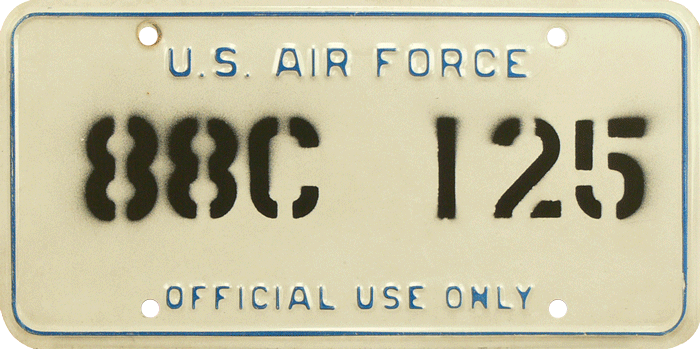 U.S. AIR FORCE
88C 125
OFFICIAL USE ONLY